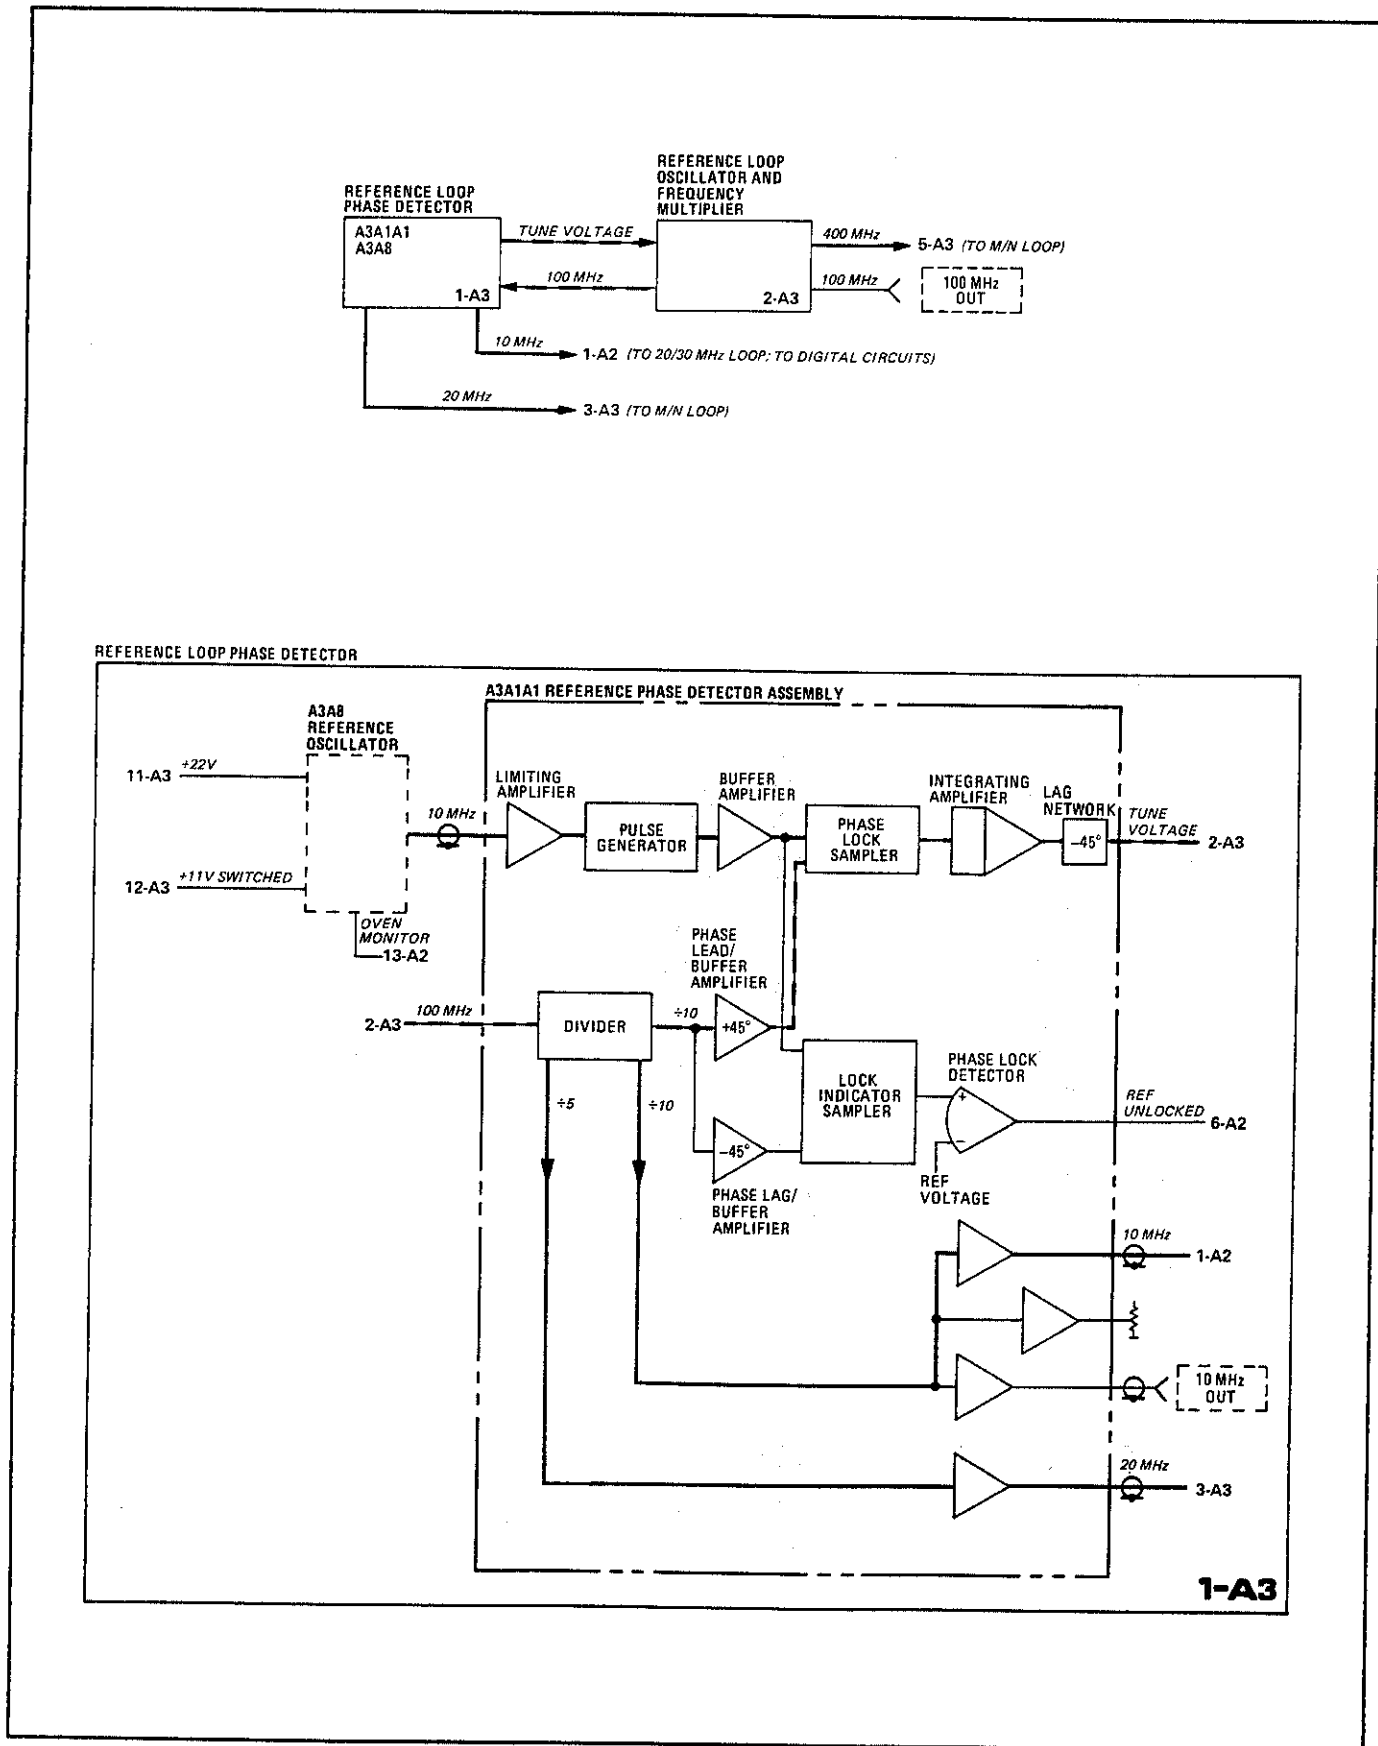 REFERENCE LOOP
PHASE DETECTOR
A3A1A1
A3A8
1-A3
TUNE VOLTAGE
100 MHz
REFERENCE LOOP
OSCILLATOR AND
FREQUENCY
MULTIPLIER
2-A3
400 MHz
5-A3 (TO M/N LOOP)
100 MHz
100 MHz
OUT
10 MHz
1-A2 (TO 20/30 MHz LOOP; TO DIGITAL CIRCUITS)
20 MHz
3-A3 (TO M/N LOOP)
REFERENCE LOOP PHASE DETECTOR
A3A1A1 REFERENCE PHASE DETECTOR ASSEMBLY
A3A8
REFERENCE
OSCILLATOR
11-A3 +22V
12-A3 +11V SWITCHED
OVEN
MONITOR
13-A2
10 MHz
LIMITING
AMPLIFIER
PULSE
GENERATOR
BUFFER
AMPLIFIER
PHASE
LOCK
SAMPLER
INTEGRATING
AMPLIFIER
LAG
NETWORK
-45°
TUNE
VOLTAGE
2-A3
PHASE
LEAD/
BUFFER
AMPLIFIER
+45°
2-A3 100 MHz
DIVIDER
÷10
÷5
÷10
-45°
PHASE LAG/
BUFFER
AMPLIFIER
LOCK
INDICATOR
SAMPLER
PHASE LOCK
DETECTOR
+
−
REF
VOLTAGE
REF
UNLOCKED
6-A2
10 MHz
1-A2
10 MHz
OUT
20 MHz
3-A3
1-A3